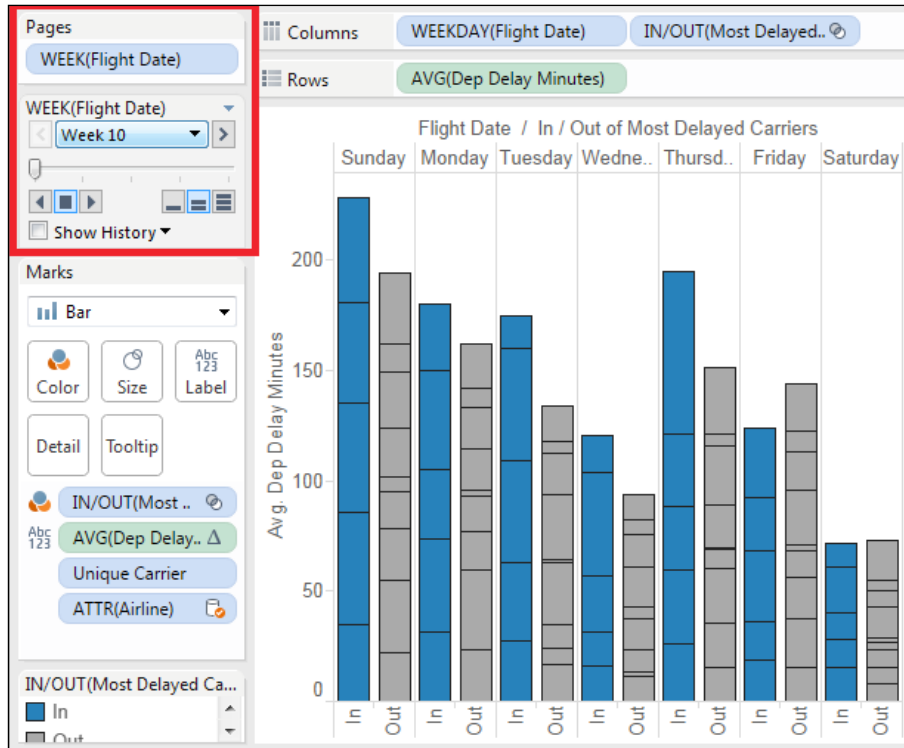 Pages
WEEK(Flight Date)
WEEK(Flight Date)
Week 10
Show History
Marks
Bar
Color
Size
Abc
123
Label
Detail
Tooltip
IN/OUT(Most ..
Abc
123
AVG(Dep Delay.. Δ
Unique Carrier
ATTR(Airline)
IN/OUT(Most Delayed Ca...
In
Out
Columns
WEEKDAY(Flight Date)
IN/OUT(Most Delayed..
Rows
AVG(Dep Delay Minutes)
Flight Date / In / Out of Most Delayed Carriers
Sunday Monday Tuesday Wedne.. Thursd.. Friday Saturday
Avg. Dep Delay Minutes
200
150
100
50
0
In Out In Out In Out In Out In Out In Out In Out